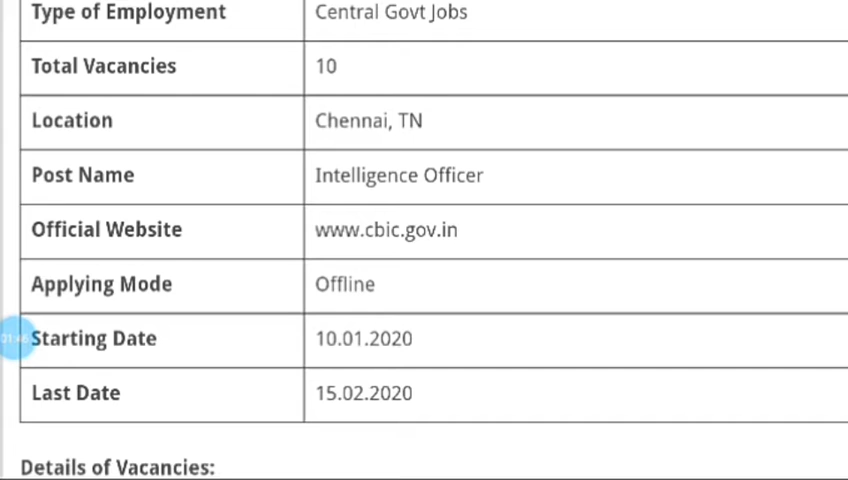 Type of Employment Central Govt Jobs
Total Vacancies 10
Location Chennai, TN
Post Name Intelligence Officer
Official Website www.cbic.gov.in
Applying Mode Offline
01:46 Starting Date 10.01.2020
Last Date 15.02.2020
Details of Vacancies: